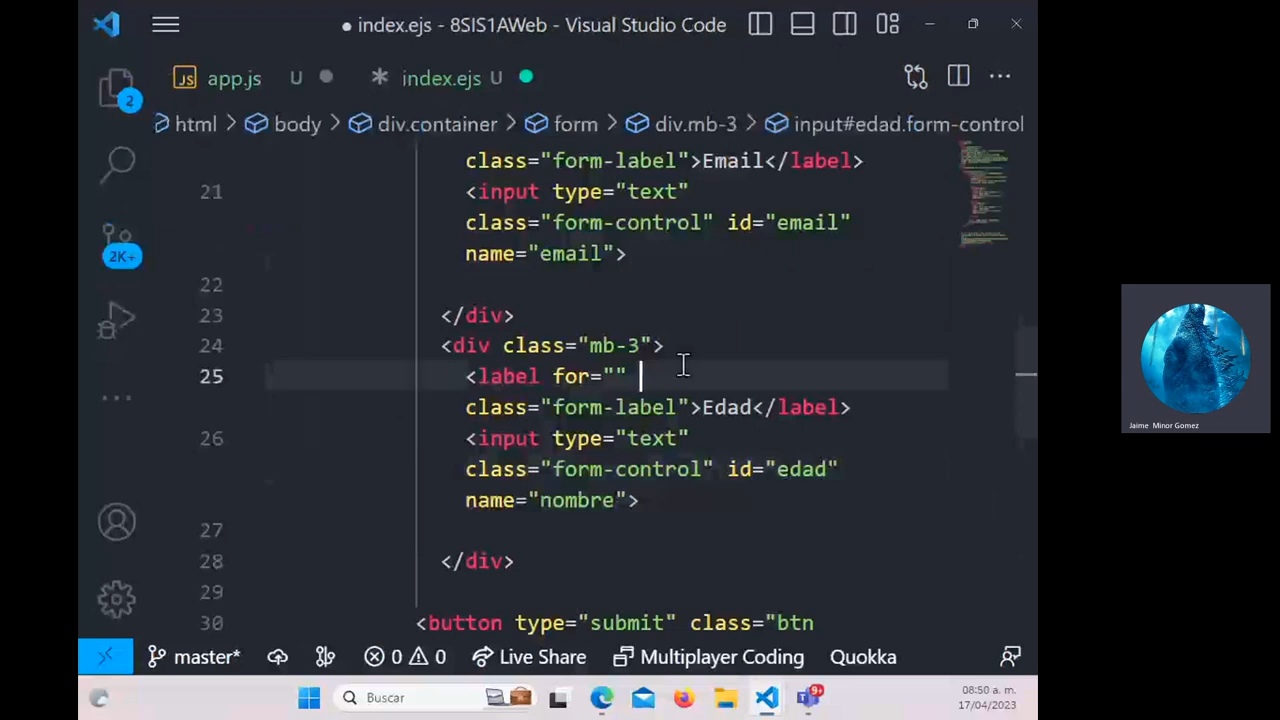 index.ejs - 8SIS1AWeb - Visual Studio Code
JS app.js U
index.ejs U
2
html > body > div.container > form > div.mb-3 > input#edad.form-control
class="form-label">Email</label>
21 <input type="text"
class="form-control" id="email"
name="email">
22
23 </div>
24 <div class="mb-3">
25 <label for=""
class="form-label">Edad</label>
26 <input type="text"
class="form-control" id="edad"
name="nombre">
27
28 </div>
29
30 <button type="submit" class="btn
2K+
master* 0 0 Live Share Multiplayer Coding Quokka
Buscar
9+
08:50 a. m.
17/04/2023
Jaime Minor Gomez